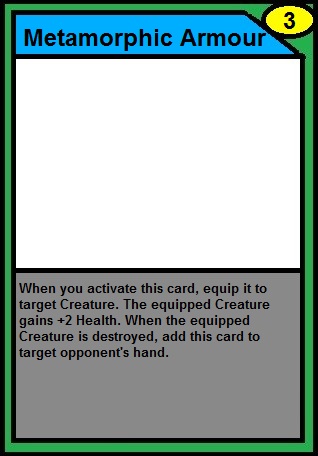 Metamorphic Armour
3
When you activate this card, equip it to
target Creature. The equipped Creature
gains +2 Health. When the equipped
Creature is destroyed, add this card to
target opponent's hand.